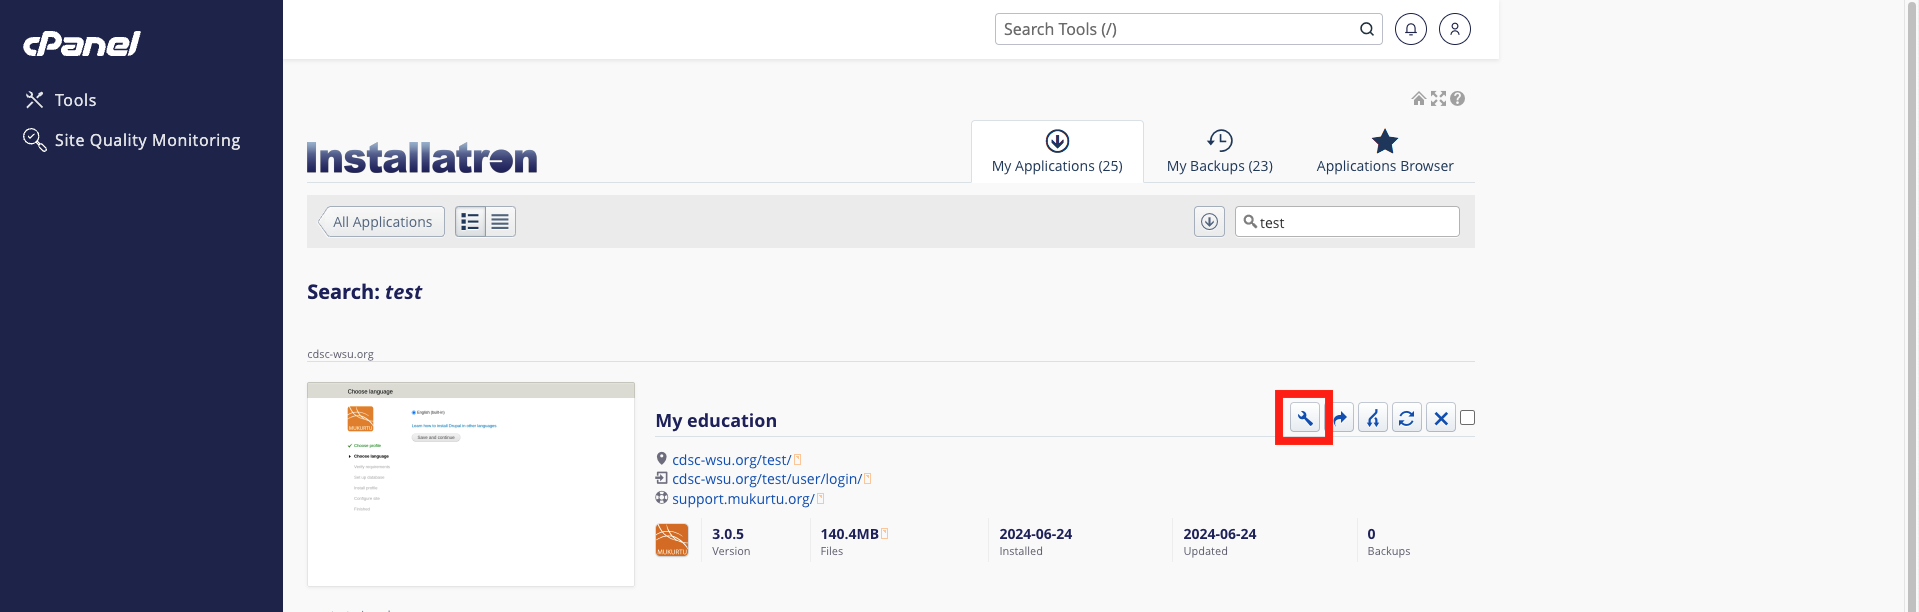 cPanel
Search Tools (/)
Tools
Site Quality Monitoring
Installatron
My Applications (25)
My Backups (23)
Applications Browser
All Applications
test
Search: test
cdsc-wsu.org
Choose language
MUKURTU
English (built-in)
Learn how to install Drupal in other languages
Save and continue
Choose profile
Choose language
Verify requirements
Set up database
Install profile
Configure site
Finished
My education
cdsc-wsu.org/test/
cdsc-wsu.org/test/user/login/
support.mukurtu.org/
MUKURTU
3.0.5
Version
140.4MB
Files
2024-06-24
Installed
2024-06-24
Updated
0
Backups